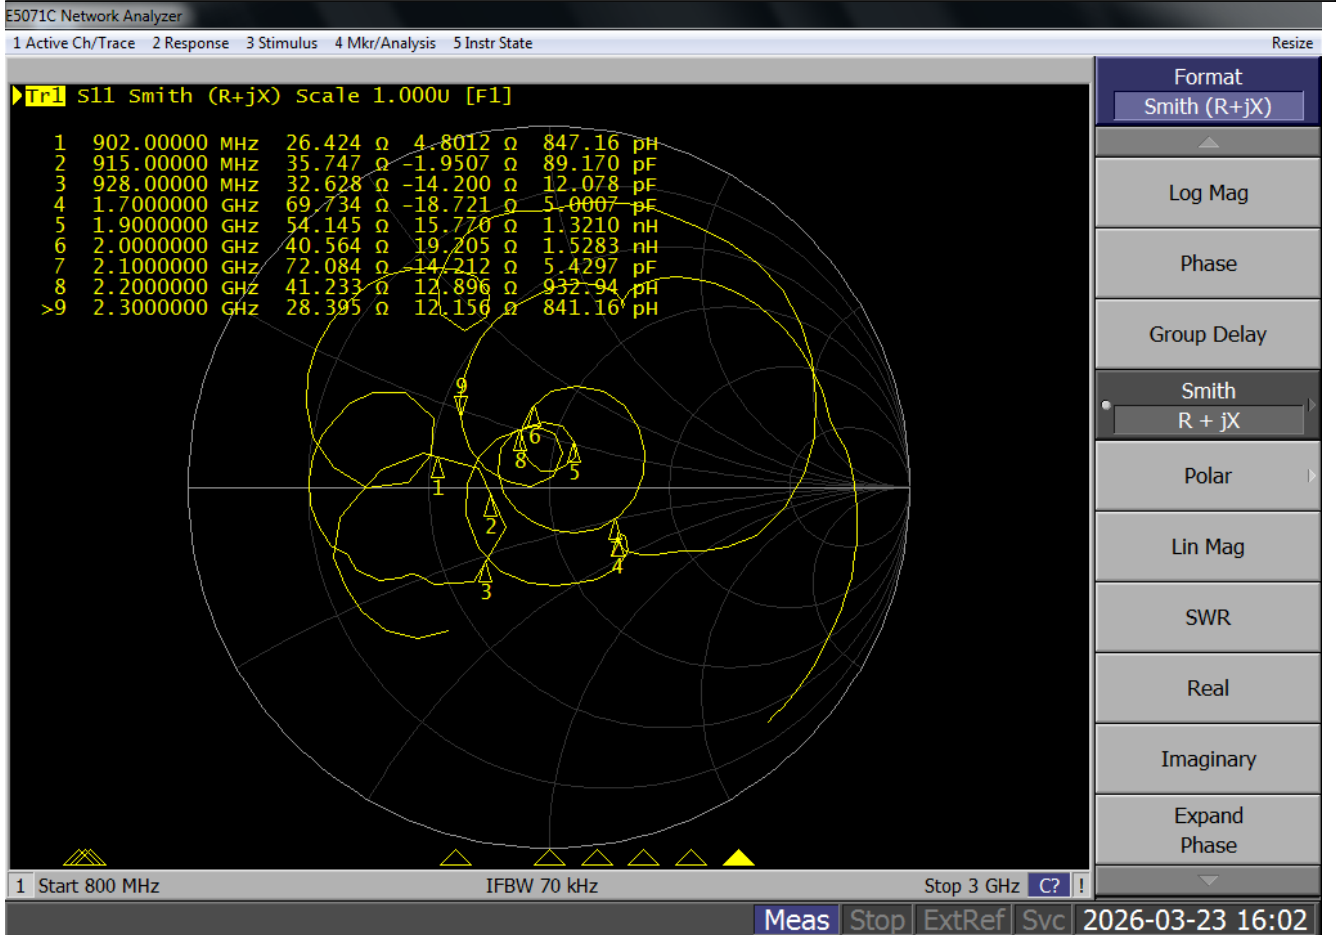 E5071C Network Analyzer
1 Active Ch/Trace 2 Response 3 Stimulus 4 Mkr/Analysis 5 Instr State Resize
Tr1 S11 Smith (R+jX) Scale 1.000U [F1]
1 902.00000 MHz 26.424 Ω 4.8012 Ω 847.16 pH
2 915.00000 MHz 35.747 Ω -1.9507 Ω 89.170 pF
3 928.00000 MHz 32.628 Ω -14.200 Ω 12.078 pF
4 1.7000000 GHz 69.734 Ω -18.721 Ω 5.0007 pF
5 1.9000000 GHz 54.145 Ω 15.770 Ω 1.3210 nH
6 2.0000000 GHz 40.564 Ω 19.205 Ω 1.5283 nH
7 2.1000000 GHz 72.084 Ω -14.212 Ω 5.4297 pF
8 2.2000000 GHz 41.233 Ω 12.896 Ω 932.94 pH
>9 2.3000000 GHz 28.395 Ω 12.156 Ω 841.16 pH
9
6
8
5
1
2
4
3
Format
Smith (R+jX)
Log Mag
Phase
Group Delay
Smith
R + jX
Polar
Lin Mag
SWR
Real
Imaginary
Expand
Phase
1 Start 800 MHz IFBW 70 kHz Stop 3 GHz C? !
Meas Stop ExtRef Svc 2026-03-23 16:02